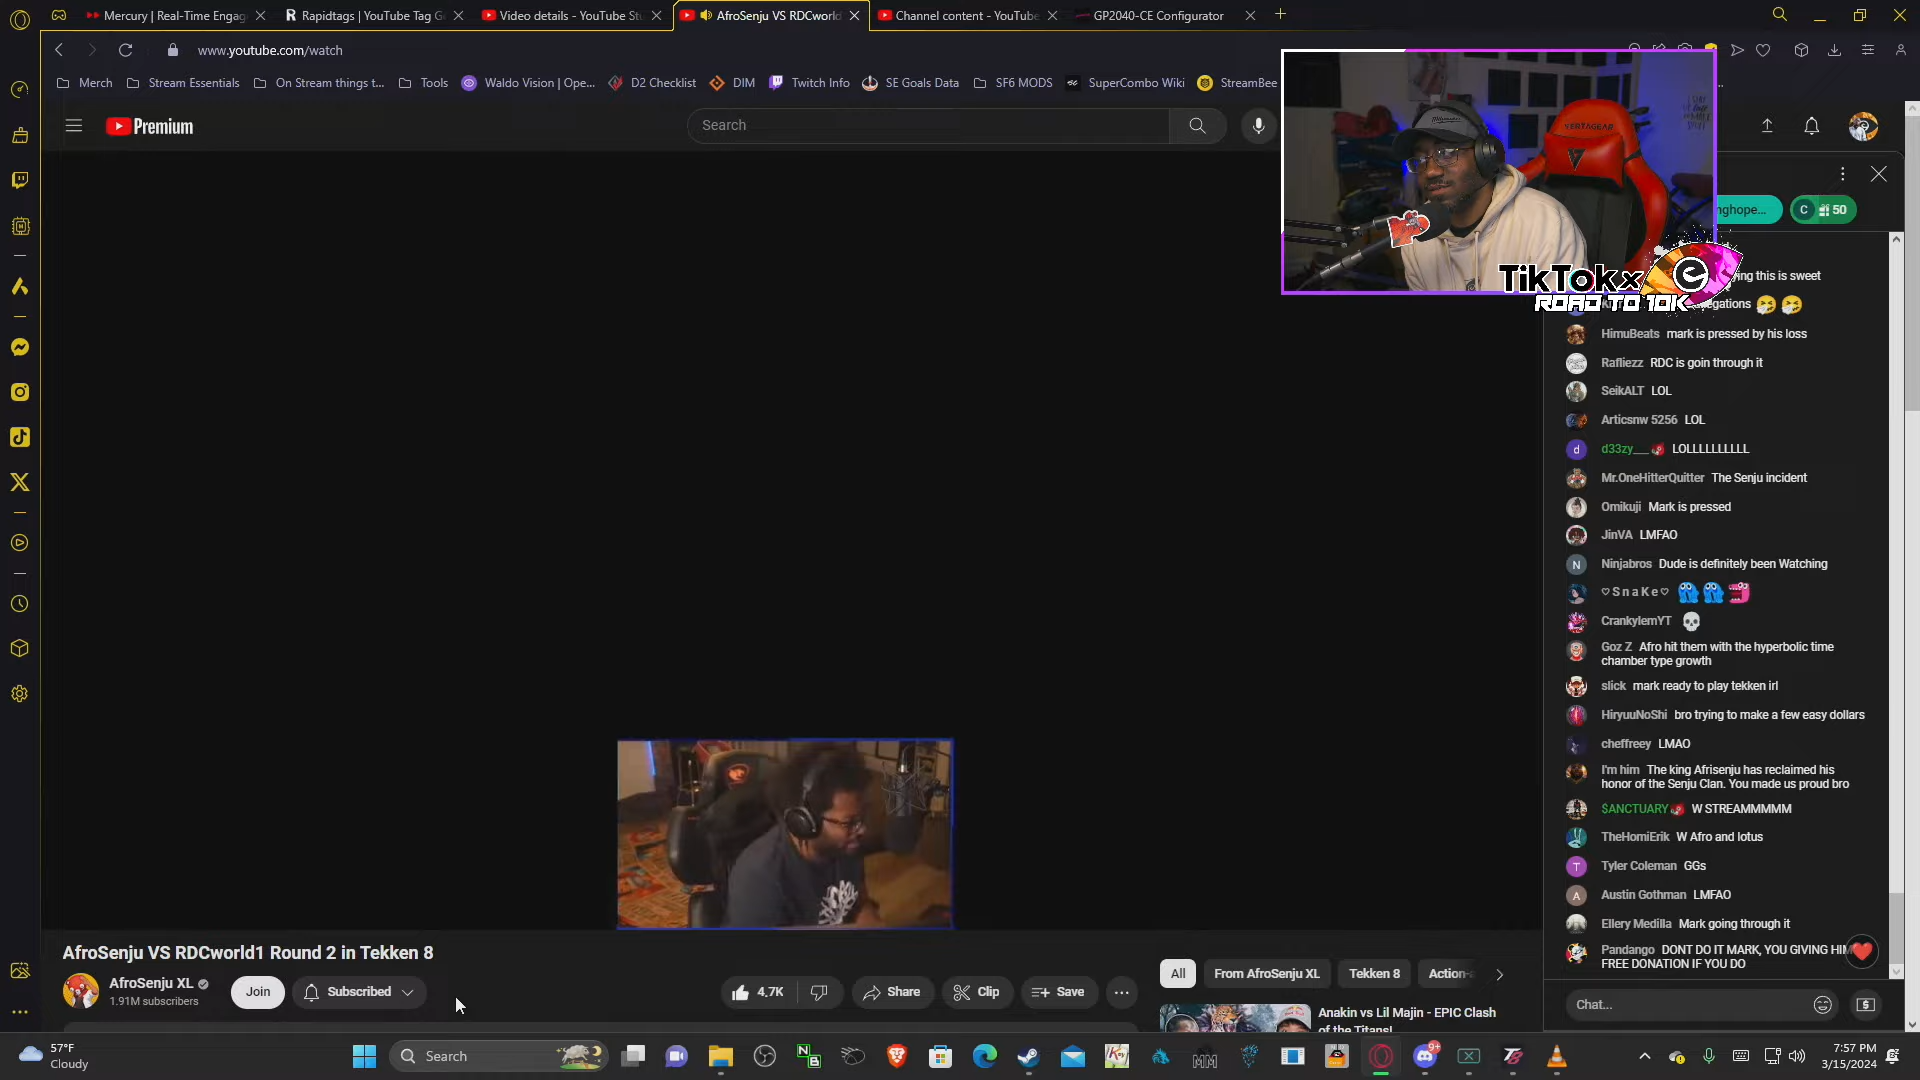 Mercury | Real-Time Engag
Rapidtags | YouTube Tag G
Video details - YouTube St
AfroSenju VS RDCworld
Channel content - YouTube
GP2040-CE Configurator
www.youtube.com/watch
Merch
Stream Essentials
On Stream things t...
Tools
Waldo Vision | Ope...
D2 Checklist
DIM
Twitch Info
SE Goals Data
SF6 MODS
SuperCombo Wiki
StreamBee
Premium
Search
VERTAGEAR
nghope...
C 50
TikTok x e
ROAD TO 10K
ing this is sweet
egations
HimuBeats mark is pressed by his loss
Rafliezz RDC is goin through it
SeikALT LOL
Articsnw 5256 LOL
d d33zy__ LOLLLLLLLLLL
Mr.OneHitterQuitter The Senju incident
Omikuji Mark is pressed
JinVA LMFAO
N Ninjabros Dude is definitely been Watching
♡ S n a K e ♡
CrankylemYT
Goz Z Afro hit them with the hyperbolic time
chamber type growth
slick mark ready to play tekken irl
HiryuuNoShi bro trying to make a few easy dollars
cheffreey LMAO
I'm him The king Afrisenju has reclaimed his
honor of the Senju Clan. You made us proud bro
$ANCTUARY W STREAMMMMM
TheHomiErik W Afro and lotus
T Tyler Coleman GGs
A Austin Gothman LMFAO
Ellery Medilla Mark going through it
Pandango DONT DO IT MARK, YOU GIVING HIM
FREE DONATION IF YOU DO
Chat...
AfroSenju VS RDCworld1 Round 2 in Tekken 8
AfroSenju XL
1.91M subscribers
Join
Subscribed
4.7K
Share
Clip
Save
All
From AfroSenju XL
Tekken 8
Action-
Anakin vs Lil Majin - EPIC Clash
of the Titans!
57°F
Cloudy
Search
9+
7:57 PM
3/15/2024